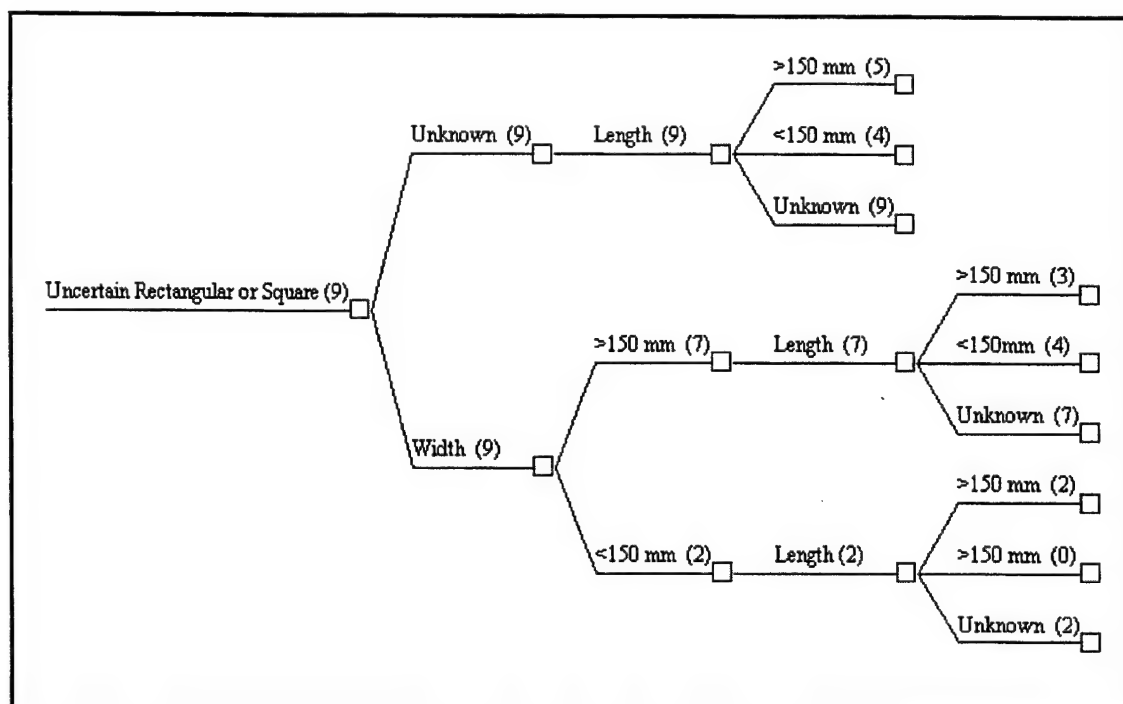 >150 mm (5)
Unknown (9)
Length (9)
<150 mm (4)
Unknown (9)
Uncertain Rectangular or Square (9)
>150 mm (3)
>150 mm (7)
Length (7)
<150mm (4)
Unknown (7)
Width (9)
>150 mm (2)
<150 mm (2)
Length (2)
>150 mm (0)
Unknown (2)